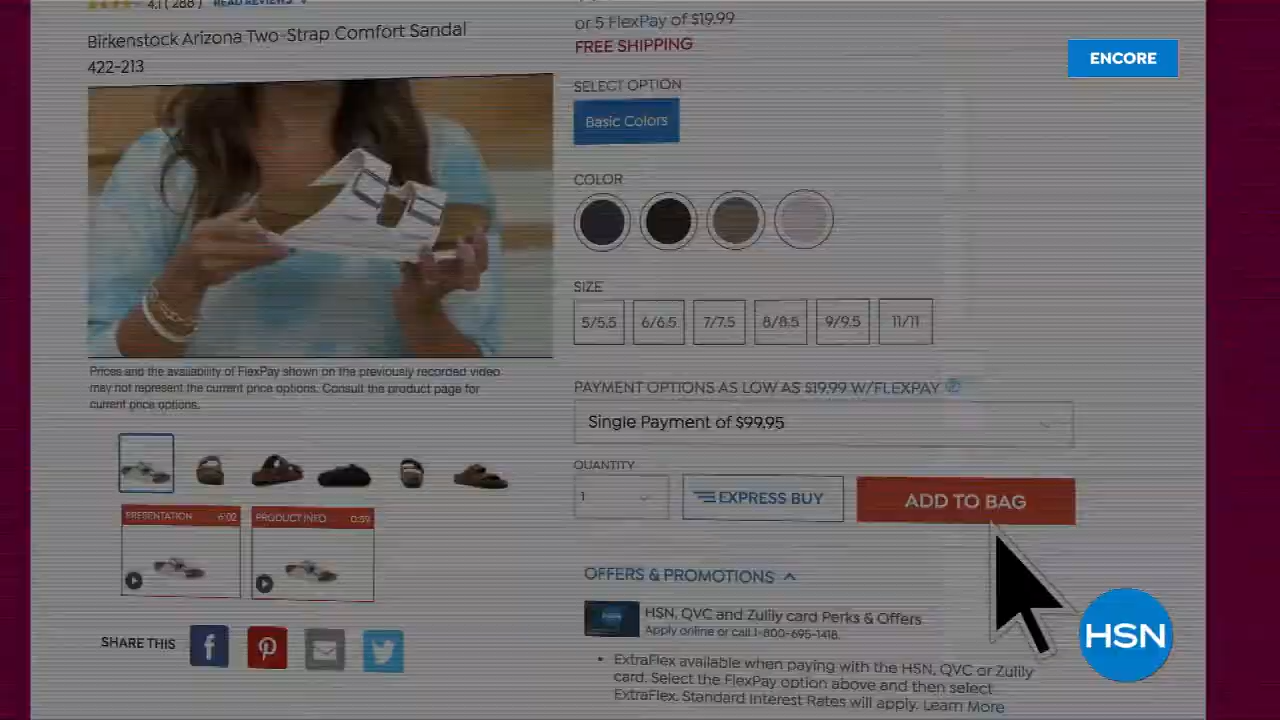 4.1 ( 288 ) READ REVIEWS
or 5 FlexPay of $19.99
Birkenstock Arizona Two-Strap Comfort Sandal
FREE SHIPPING
422-213
ENCORE
SELECT OPTION
Basic Colors
COLOR
SIZE
5/5.5 6/6.5 7/7.5 8/8.5 9/9.5 11/11
Prices and the availability of FlexPay shown on the previously recorded video
may not represent the current price options. Consult the product page for
current price options.
PAYMENT OPTIONS AS LOW AS $19.99 W/FLEXPAY ?
Single Payment of $99.95
QUANTITY
1
EXPRESS BUY
ADD TO BAG
PRESENTATION 6:02
PRODUCT INFO 0:59
OFFERS & PROMOTIONS
HSN, QVC and Zulily card Perks & Offers
Apply online or call 1-800-695-1418.
SHARE THIS
HSN
ExtraFlex available when paying with the HSN, QVC or Zulily
card. Select the FlexPay option above and then select
ExtraFlex. Standard Interest Rates will apply. Learn More